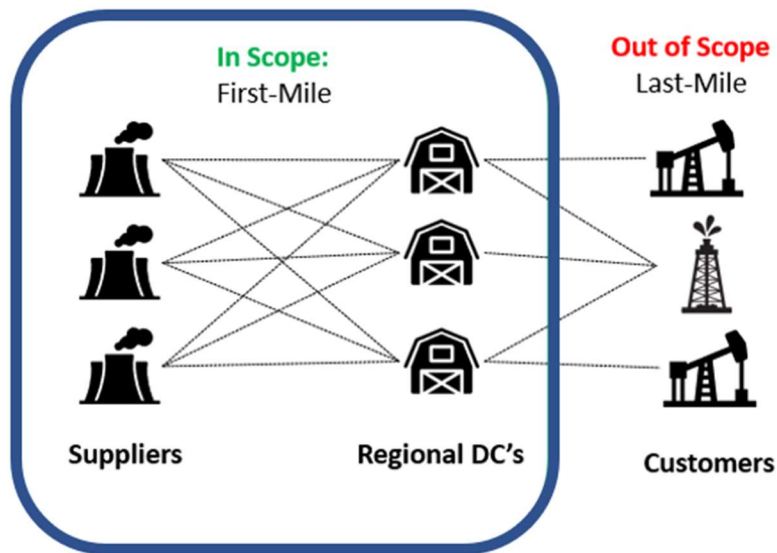 In Scope:
First-Mile
Out of Scope
Last-Mile
Suppliers
Regional DC's
Customers